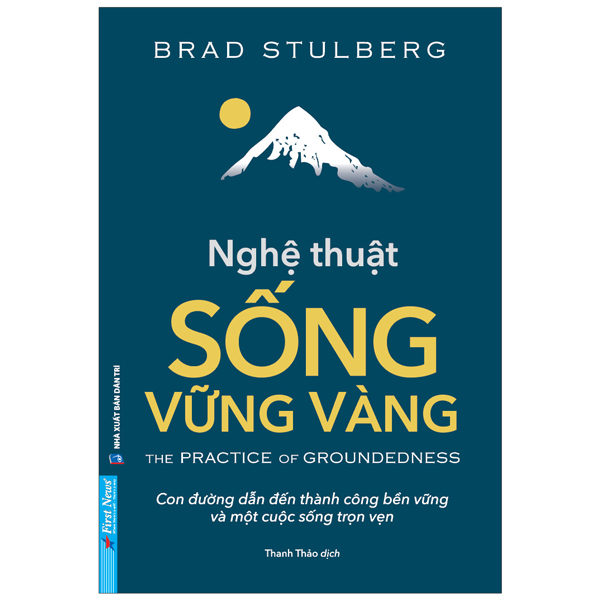 BRAD STULBERG
Nghệ thuật
SỐNG
VỮNG VÀNG
THE PRACTICE OF GROUNDEDNESS
Con đường dẫn đến thành công bền vững
và một cuộc sống trọn vẹn
Thanh Thảo dịch
NHÀ XUẤT BẢN DÂN TRÍ
First News